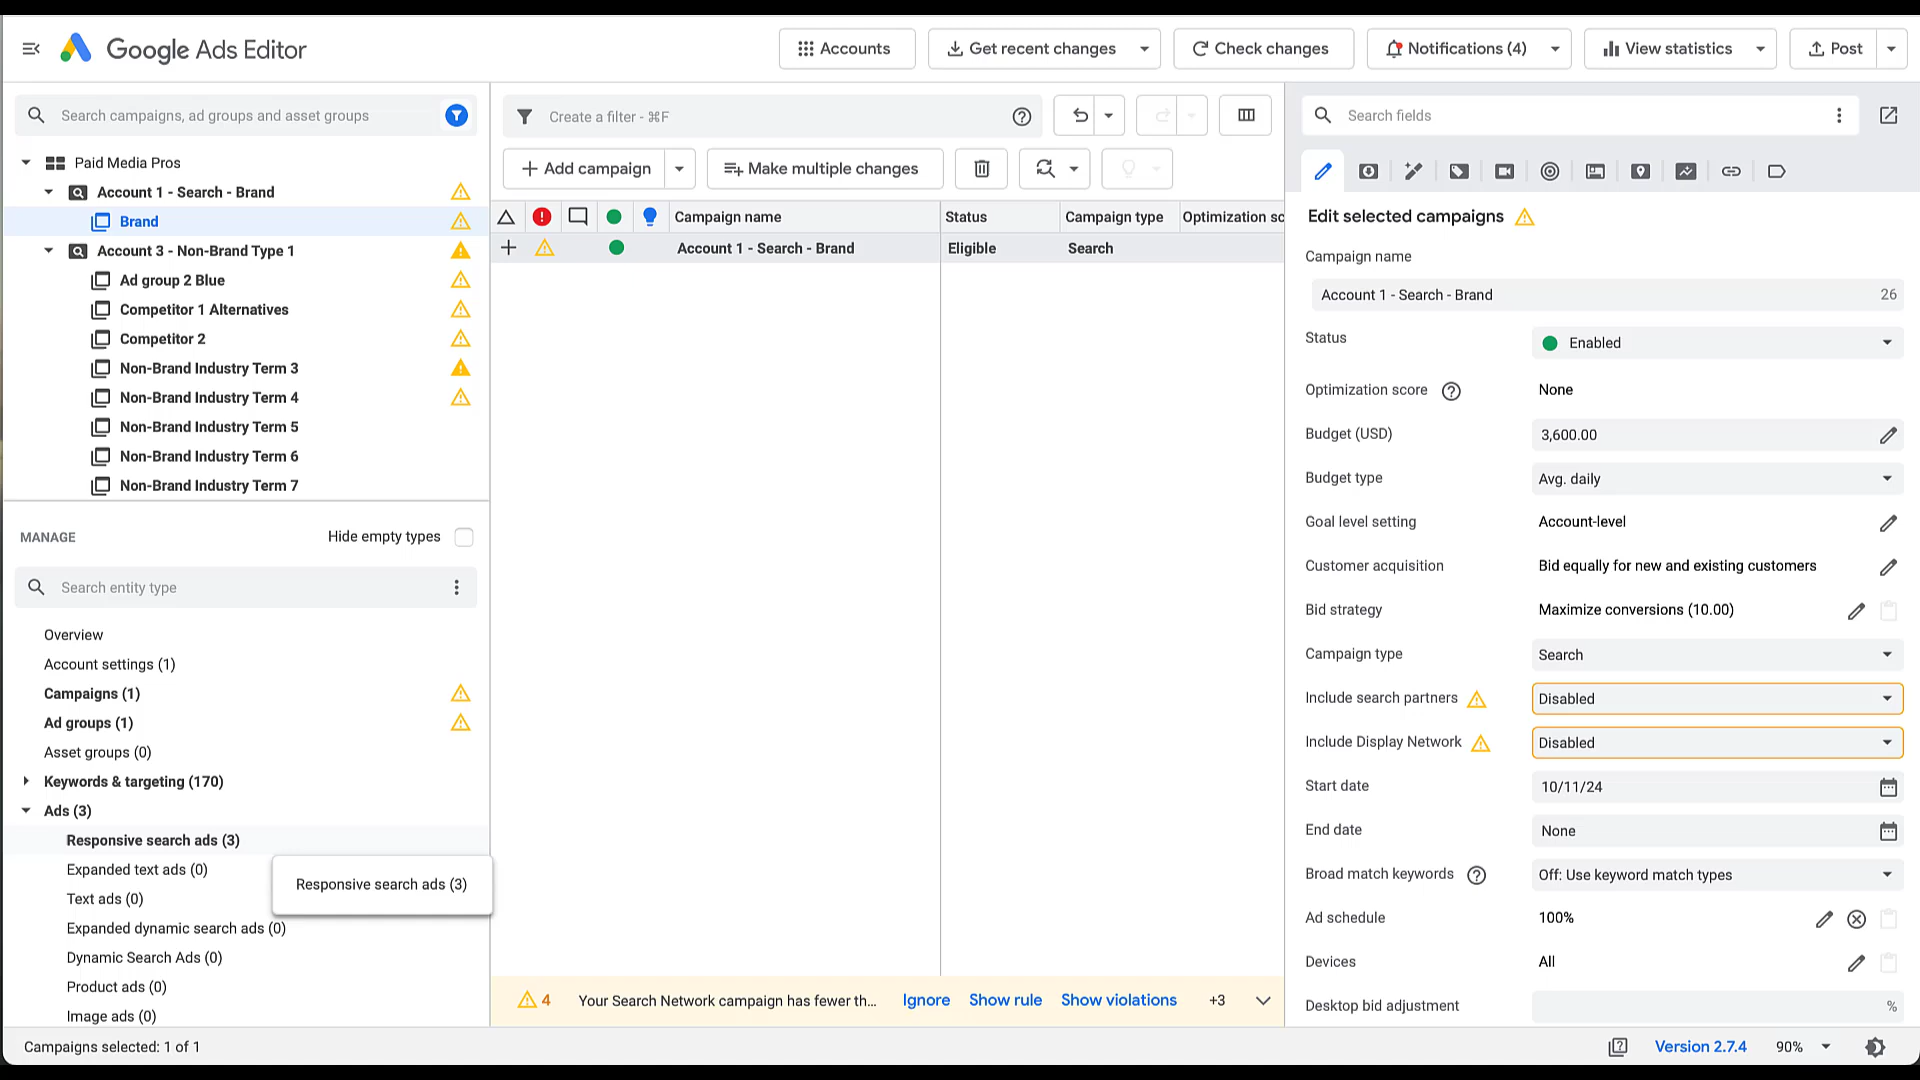 Google Ads Editor
Accounts
Get recent changes
Check changes
Notifications (4)
View statistics
Post
Search campaigns, ad groups and asset groups
Create a filter - ⌘F
Search fields
Paid Media Pros
Account 1 - Search - Brand
Brand
Account 3 - Non-Brand Type 1
Ad group 2 Blue
Competitor 1 Alternatives
Competitor 2
Non-Brand Industry Term 3
Non-Brand Industry Term 4
Non-Brand Industry Term 5
Non-Brand Industry Term 6
Non-Brand Industry Term 7
Add campaign
Make multiple changes
Campaign name
Status
Campaign type
Optimization sc
Account 1 - Search - Brand
Eligible
Search
MANAGE
Hide empty types
Search entity type
Overview
Account settings (1)
Campaigns (1)
Ad groups (1)
Asset groups (0)
Keywords & targeting (170)
Ads (3)
Responsive search ads (3)
Expanded text ads (0)
Responsive search ads (3)
Text ads (0)
Expanded dynamic search ads (0)
Dynamic Search Ads (0)
Product ads (0)
Image ads (0)
4
Your Search Network campaign has fewer th...
Ignore
Show rule
Show violations
+3
Edit selected campaigns
Campaign name
Account 1 - Search - Brand
26
Status
Enabled
Optimization score
None
Budget (USD)
3,600.00
Budget type
Avg. daily
Goal level setting
Account-level
Customer acquisition
Bid equally for new and existing customers
Bid strategy
Maximize conversions (10.00)
Campaign type
Search
Include search partners
Disabled
Include Display Network
Disabled
Start date
10/11/24
End date
None
Broad match keywords
Off: Use keyword match types
Ad schedule
100%
Devices
All
Desktop bid adjustment
%
Campaigns selected: 1 of 1
Version 2.7.4
90%